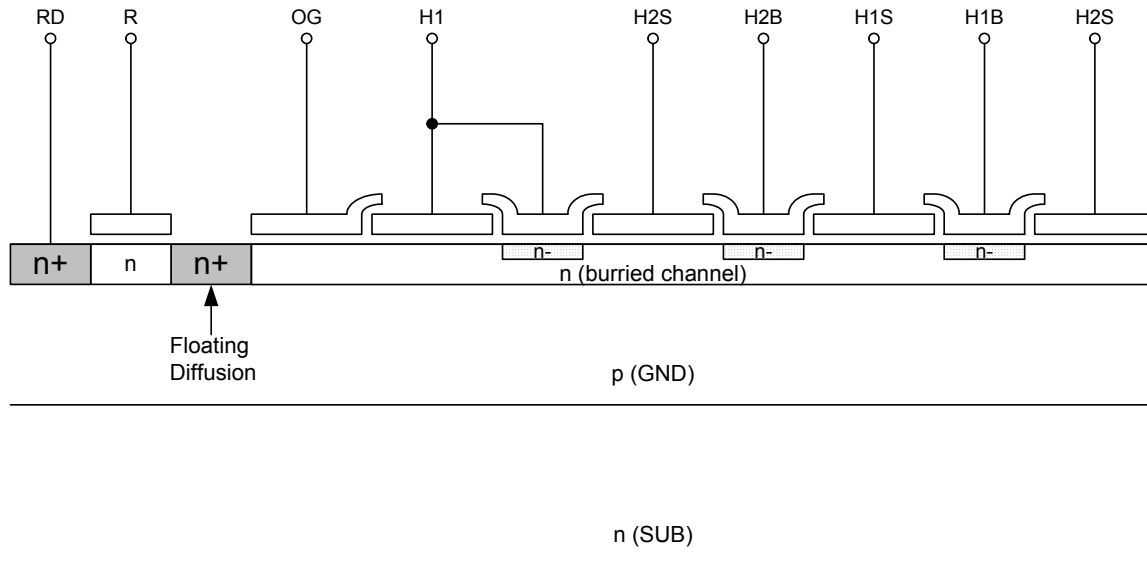 RD R OG H1 H2S H2B H1S H1B H2S
n+ n n+ n- n- n-
n (burried channel)
Floating
Diffusion
p (GND)
n (SUB)